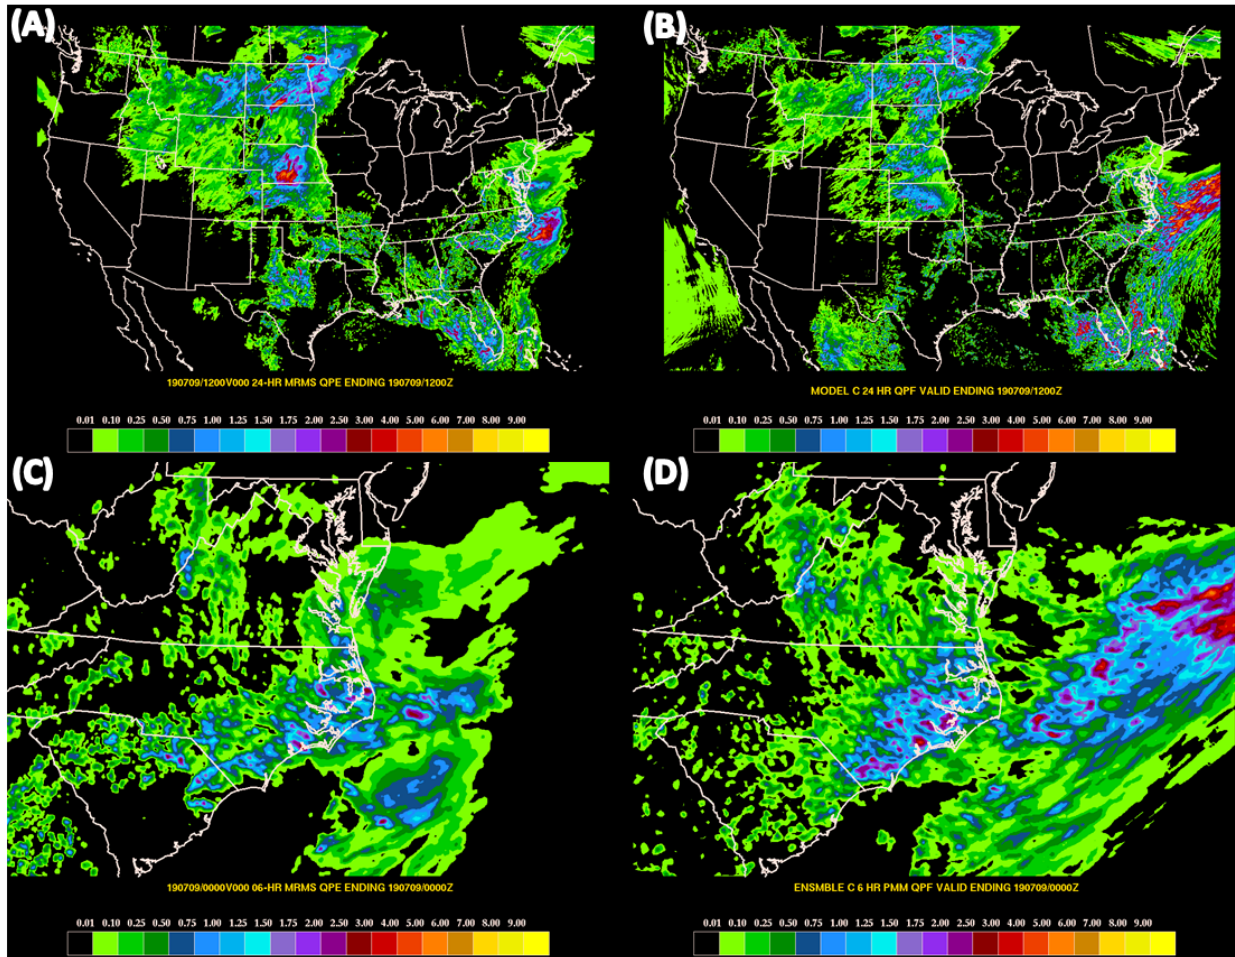 (A)
(B)
190709/1200V000 24-HR MRMS QPE ENDING 190709/1200Z
MODEL C 24 HR QPF VALID ENDING 190709/1200Z
0.01 0.10 0.25 0.50 0.75 1.00 1.25 1.50 1.75 2.00 2.50 3.00 4.00 5.00 6.00 7.00 8.00 9.00
0.01 0.10 0.25 0.50 0.75 1.00 1.25 1.50 1.75 2.00 2.50 3.00 4.00 5.00 6.00 7.00 8.00 9.00
(C)
(D)
190709/0000V000 06-HR MRMS QPE ENDING 190709/0000Z
ENSMBLE C 6 HR PMM QPF VALID ENDING 190709/0000Z
0.01 0.10 0.25 0.50 0.75 1.00 1.25 1.50 1.75 2.00 2.50 3.00 4.00 5.00 6.00 7.00 8.00 9.00
0.01 0.10 0.25 0.50 0.75 1.00 1.25 1.50 1.75 2.00 2.50 3.00 4.00 5.00 6.00 7.00 8.00 9.00